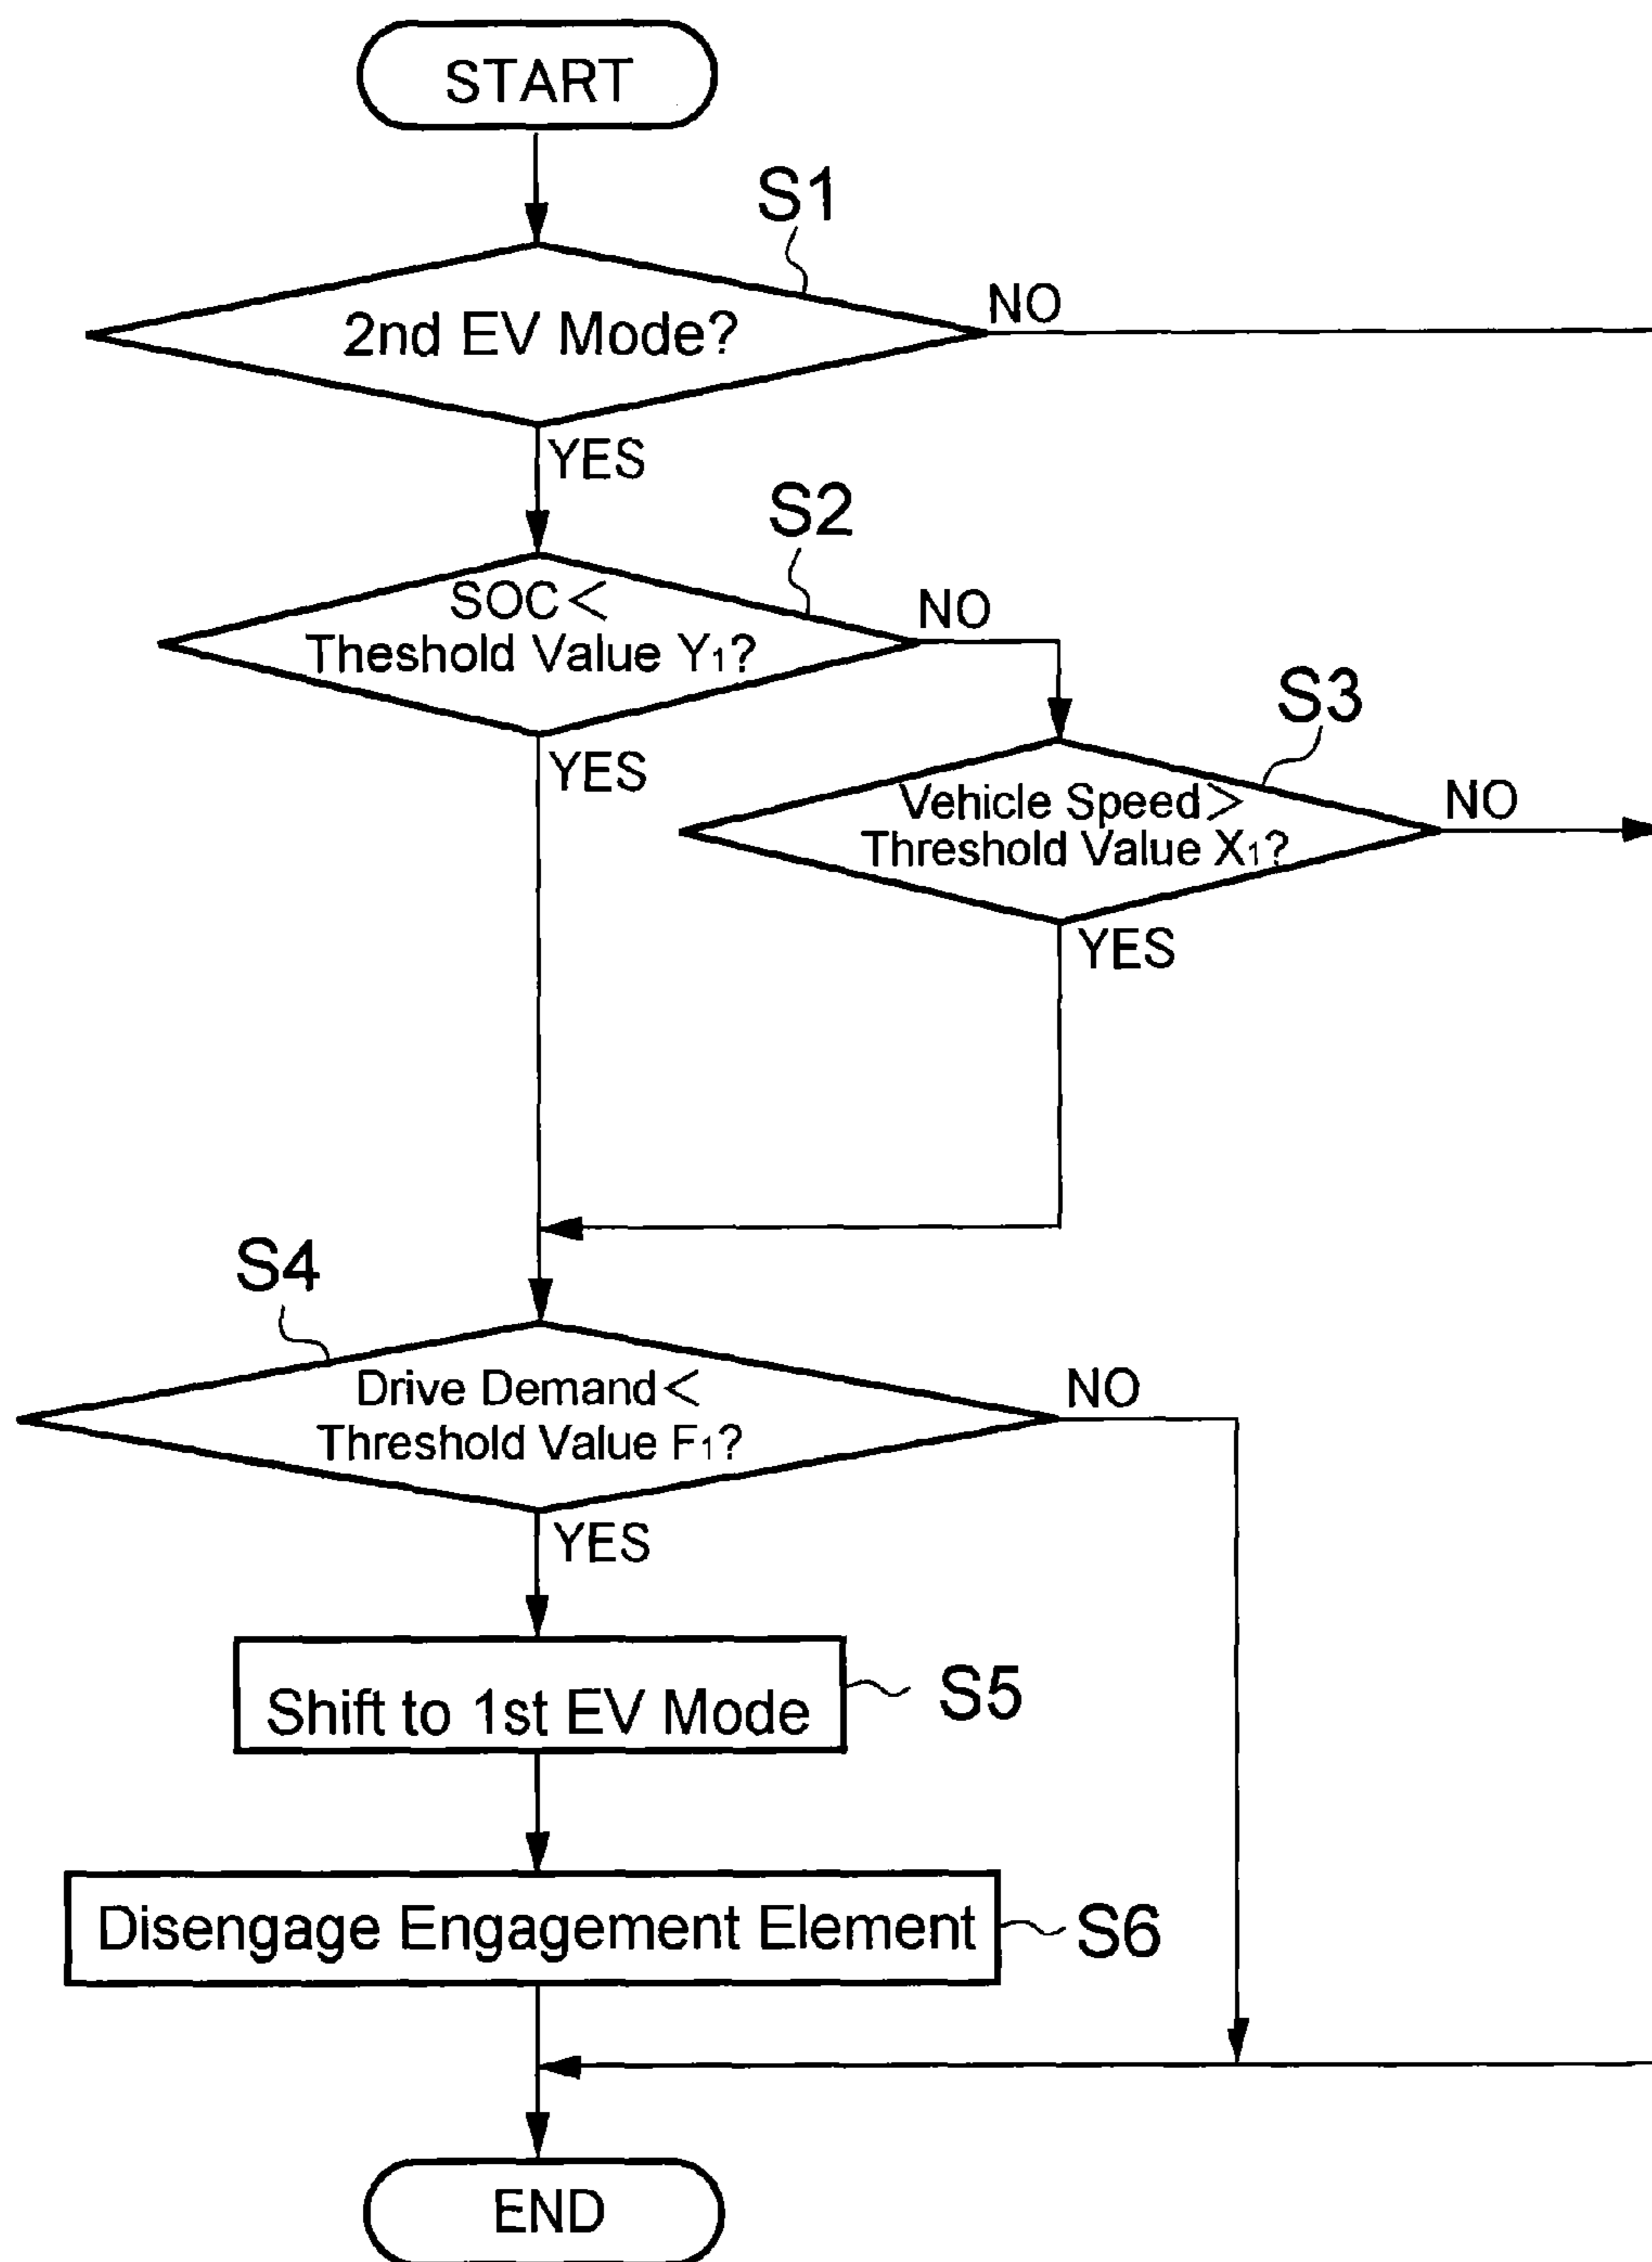 START
S1
2nd EV Mode?
NO
YES
S2
SOC<
Theshold Value Y1?
NO
YES
S3
Vehicle Speed>
Threshold Value X1?
NO
YES
S4
Drive Demand<
Threshold Value F1?
NO
YES
Shift to 1st EV Mode
S5
Disengage Engagement Element
S6
END